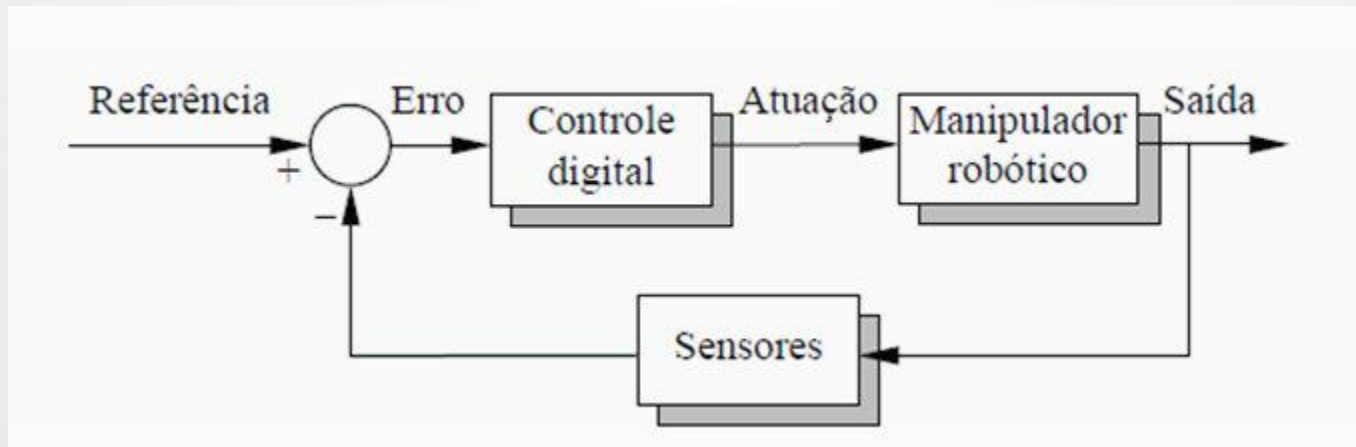 Referência
Erro
Controle
digital
Atuação
Manipulador
robótico
Saída
+
−
Sensores